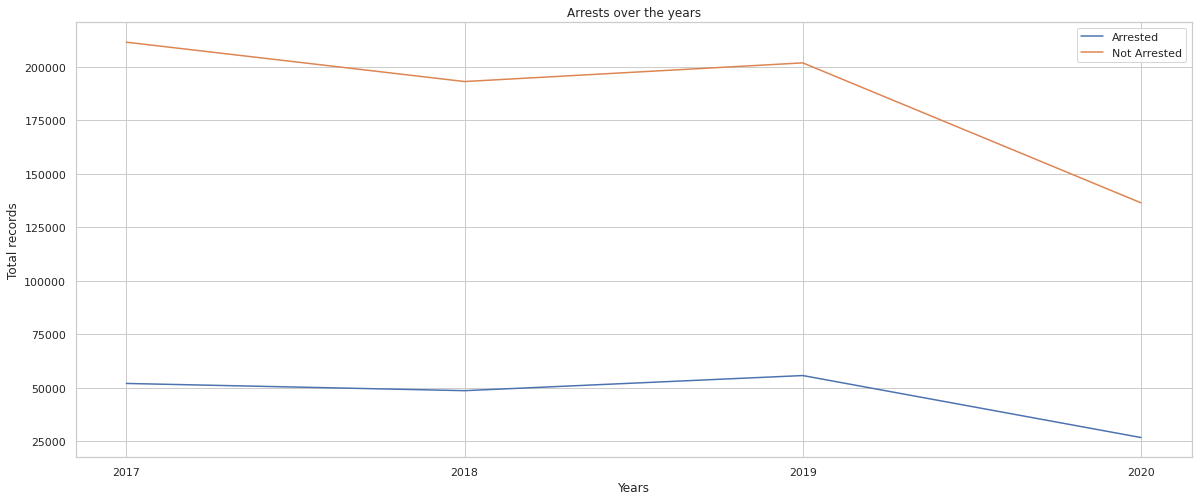 Arrests over the years
Arrested
Not Arrested
200000
175000
150000
125000
100000
75000
50000
25000
Total records
2017
2018
2019
2020
Years